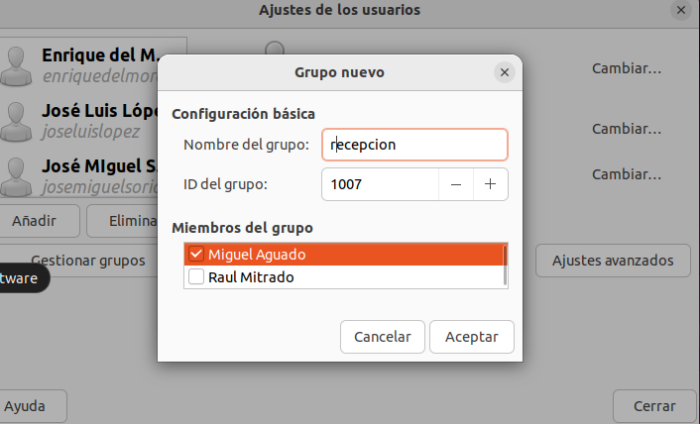 Ajustes de los usuarios
Enrique del M.
enriquedelmor
Cambiar...
José Luis Lópe
joseluislopez
Cambiar...
José MIguel S.
josemiguelsoria
Cambiar...
Añadir
Elimina
Gestionar grupos
Ajustes avanzados
tware
Grupo nuevo
Configuración básica
Nombre del grupo: recepcion
ID del grupo: 1007
Miembros del grupo
Miguel Aguado
Raul Mitrado
Cancelar
Aceptar
Ayuda
Cerrar